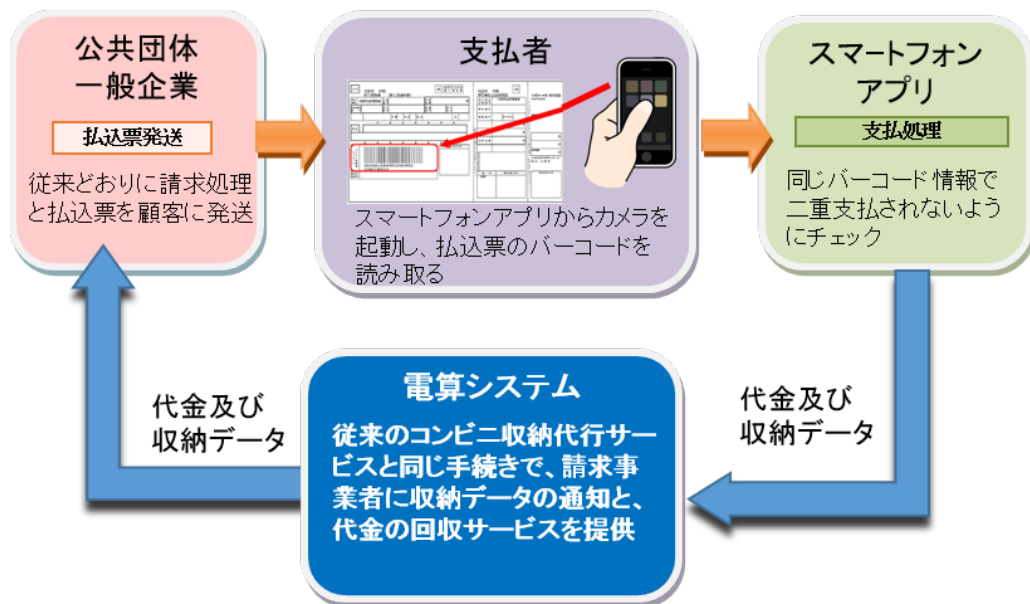 公共団体
一般企業
払込票発送
従来どおりに請求処理
と払込票を顧客に発送
支払者
スマートフォンアプリからカメラを
起動し、払込票のバーコードを
読み取る
スマートフォン
アプリ
支払処理
同じバーコード情報で
二重支払されないよう
にチェック
代金及び
収納データ
電算システム
従来のコンビニ収納代行サー
ビスと同じ手続きで、請求事
業者に収納データの通知と、
代金の回収サービスを提供
代金及び
収納データ